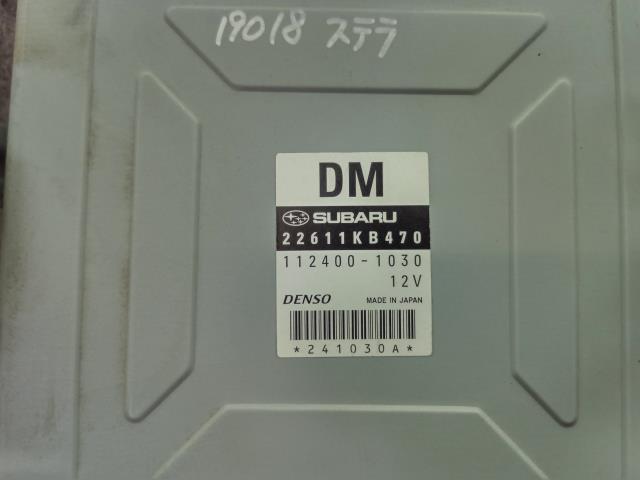 19018 ステラ
DM
SUBARU
22611KB470
112400-1030
12V
DENSO MADE IN JAPAN
*241030A*